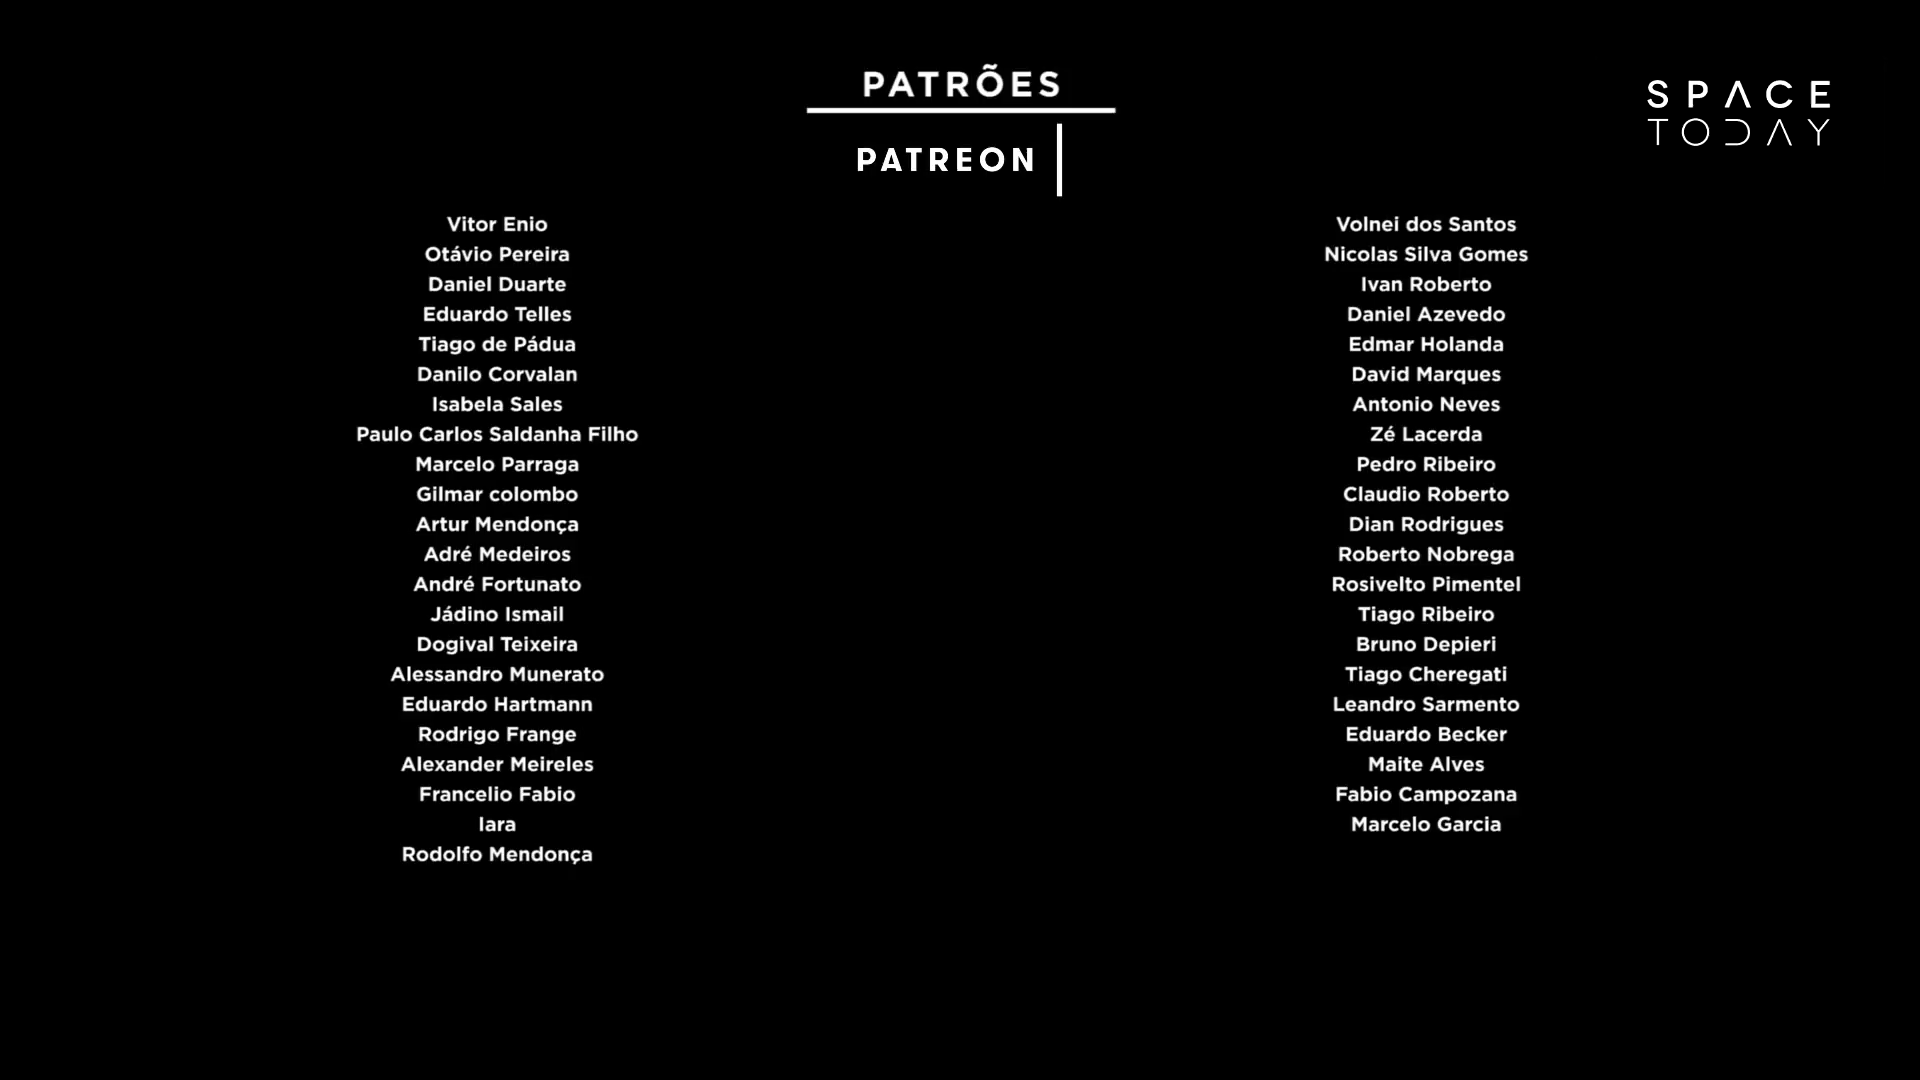 PATRÕES
PATREON
SPACE
TODAY
Vitor Enio
Otávio Pereira
Daniel Duarte
Eduardo Telles
Tiago de Pádua
Danilo Corvalan
Isabela Sales
Paulo Carlos Saldanha Filho
Marcelo Parraga
Gilmar colombo
Artur Mendonça
Adré Medeiros
André Fortunato
Jádino Ismail
Dogival Teixeira
Alessandro Munerato
Eduardo Hartmann
Rodrigo Frange
Alexander Meireles
Francelio Fabio
Iara
Rodolfo Mendonça
Volnei dos Santos
Nicolas Silva Gomes
Ivan Roberto
Daniel Azevedo
Edmar Holanda
David Marques
Antonio Neves
Zé Lacerda
Pedro Ribeiro
Claudio Roberto
Dian Rodrigues
Roberto Nobrega
Rosivelto Pimentel
Tiago Ribeiro
Bruno Depieri
Tiago Cheregati
Leandro Sarmento
Eduardo Becker
Maite Alves
Fabio Campozana
Marcelo Garcia